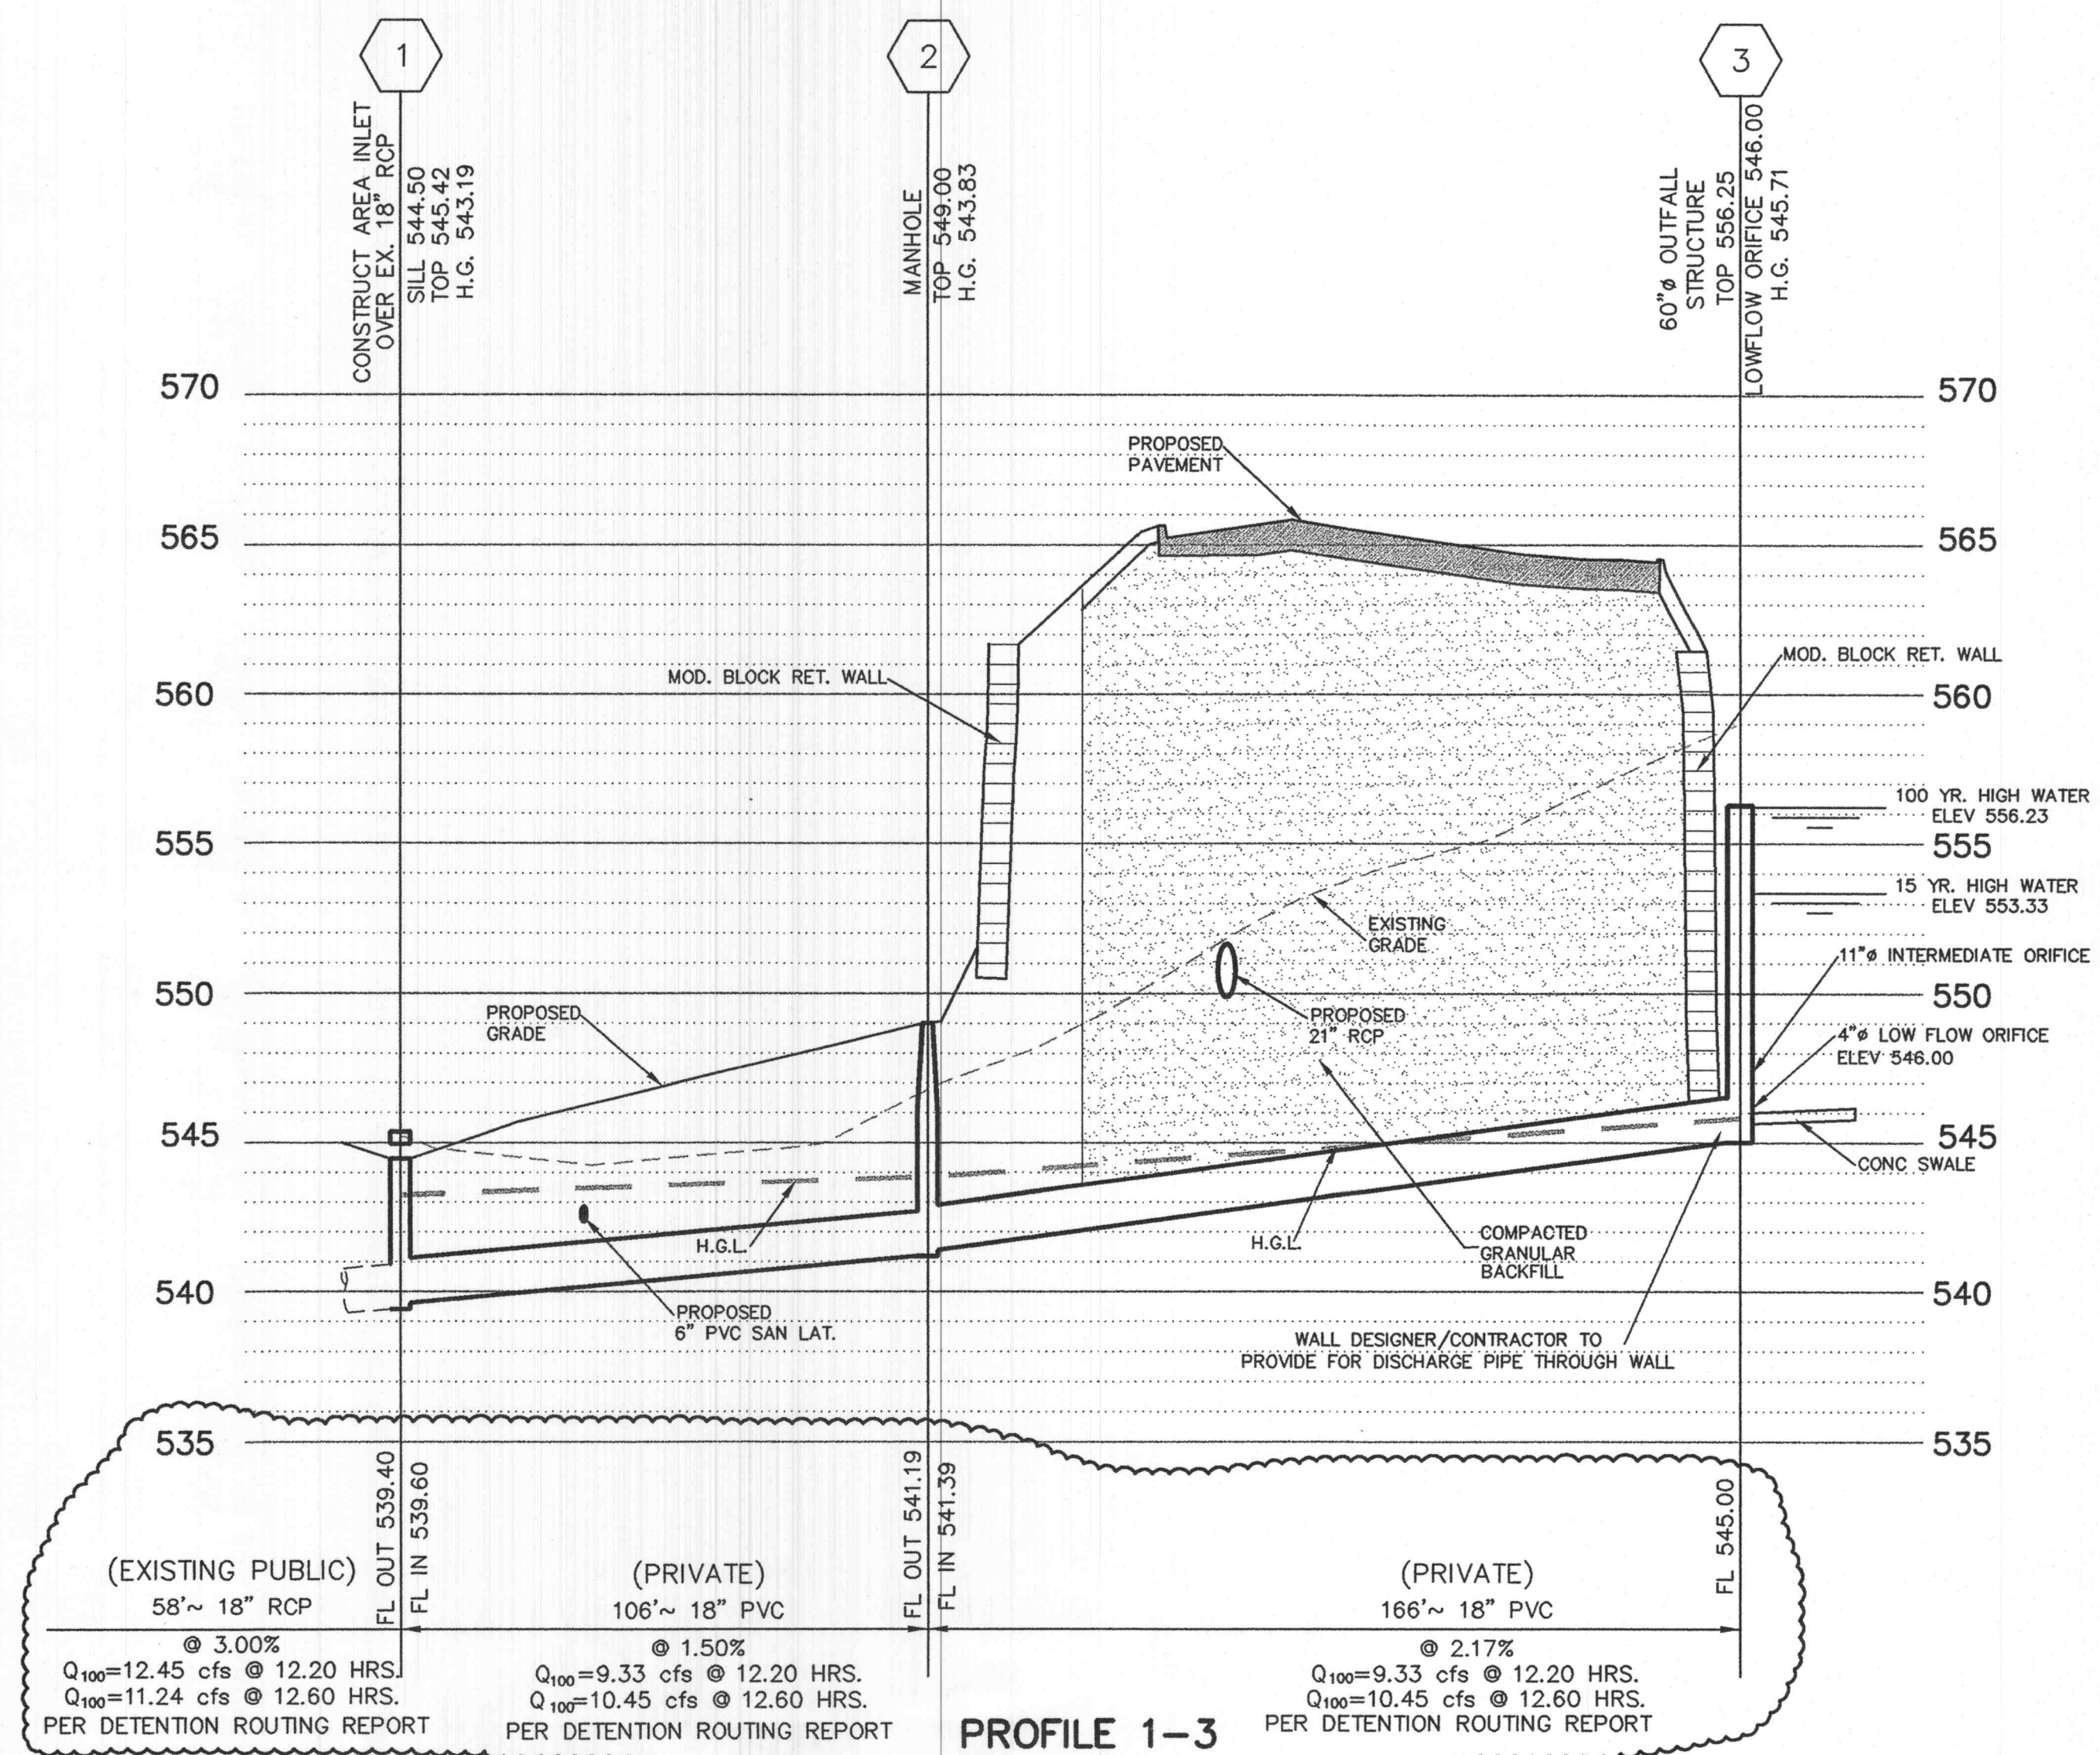 1
2
3
CONSTRUCT AREA INLET
OVER EX. 18" RCP
SILL 544.50
TOP 545.42
H.G. 543.19
MANHOLE
TOP 549.00
H.G. 543.83
60"ø OUTFALL
STRUCTURE
TOP 556.25
LOWFLOW ORIFICE 546.00
H.G. 545.71
570
570
PROPOSED
PAVEMENT
565
565
MOD. BLOCK RET. WALL
MOD. BLOCK RET. WALL
560
560
100 YR. HIGH WATER
ELEV 556.23
555
555
15 YR. HIGH WATER
ELEV 553.33
EXISTING
GRADE
11"ø INTERMEDIATE ORIFICE
550
550
PROPOSED
GRADE
PROPOSED
21" RCP
4"ø LOW FLOW ORIFICE
ELEV 546.00
545
545
CONC SWALE
H.G.L.
H.G.L.
COMPACTED
GRANULAR
BACKFILL
540
540
PROPOSED
6" PVC SAN LAT.
WALL DESIGNER/CONTRACTOR TO
PROVIDE FOR DISCHARGE PIPE THROUGH WALL
535
535
FL OUT 539.40
FL IN 539.60
FL OUT 541.19
FL IN 541.39
FL 545.00
(EXISTING PUBLIC)
58'~ 18" RCP
@ 3.00%
Q₁₀₀=12.45 cfs @ 12.20 HRS.
Q₁₀₀=11.24 cfs @ 12.60 HRS.
PER DETENTION ROUTING REPORT
(PRIVATE)
106'~ 18" PVC
@ 1.50%
Q₁₀₀=9.33 cfs @ 12.20 HRS.
Q₁₀₀=10.45 cfs @ 12.60 HRS.
PER DETENTION ROUTING REPORT
(PRIVATE)
166'~ 18" PVC
@ 2.17%
Q₁₀₀=9.33 cfs @ 12.20 HRS.
Q₁₀₀=10.45 cfs @ 12.60 HRS.
PER DETENTION ROUTING REPORT
PROFILE 1-3